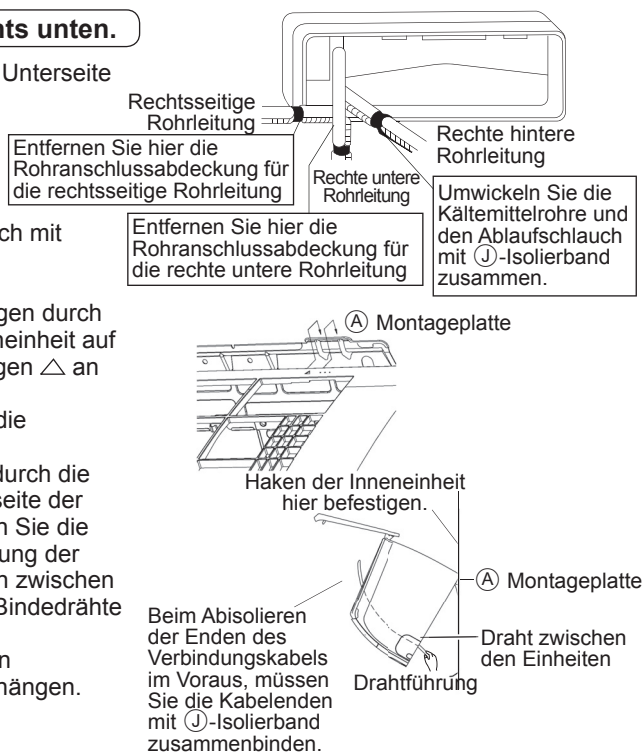 nts unten.
Unterseite
ch mit
gen durch
neinheit auf
gen △ an
die
durch die
seite der
n Sie die
ung der
n zwischen
Bindedrähte
n
hängen.
Rechtsseitige
Rohrleitung
Entfernen Sie hier die
Rohranschlussabdeckung für
die rechtsseitige Rohrleitung
Rechte untere
Rohrleitung
Entfernen Sie hier die
Rohranschlussabdeckung für
die rechte untere Rohrleitung
Rechte hintere
Rohrleitung
Umwickeln Sie die
Kältemittelrohre und
den Ablaufschlauch
mit Ⓙ-Isolierband
zusammen.
Ⓐ Montageplatte
Haken der Inneneinheit
hier befestigen.
Ⓐ Montageplatte
Draht zwischen
den Einheiten
Drahtführung
Beim Abisolieren
der Enden des
Verbindungskabels
im Voraus, müssen
Sie die Kabelenden
mit Ⓙ-Isolierband
zusammenbinden.